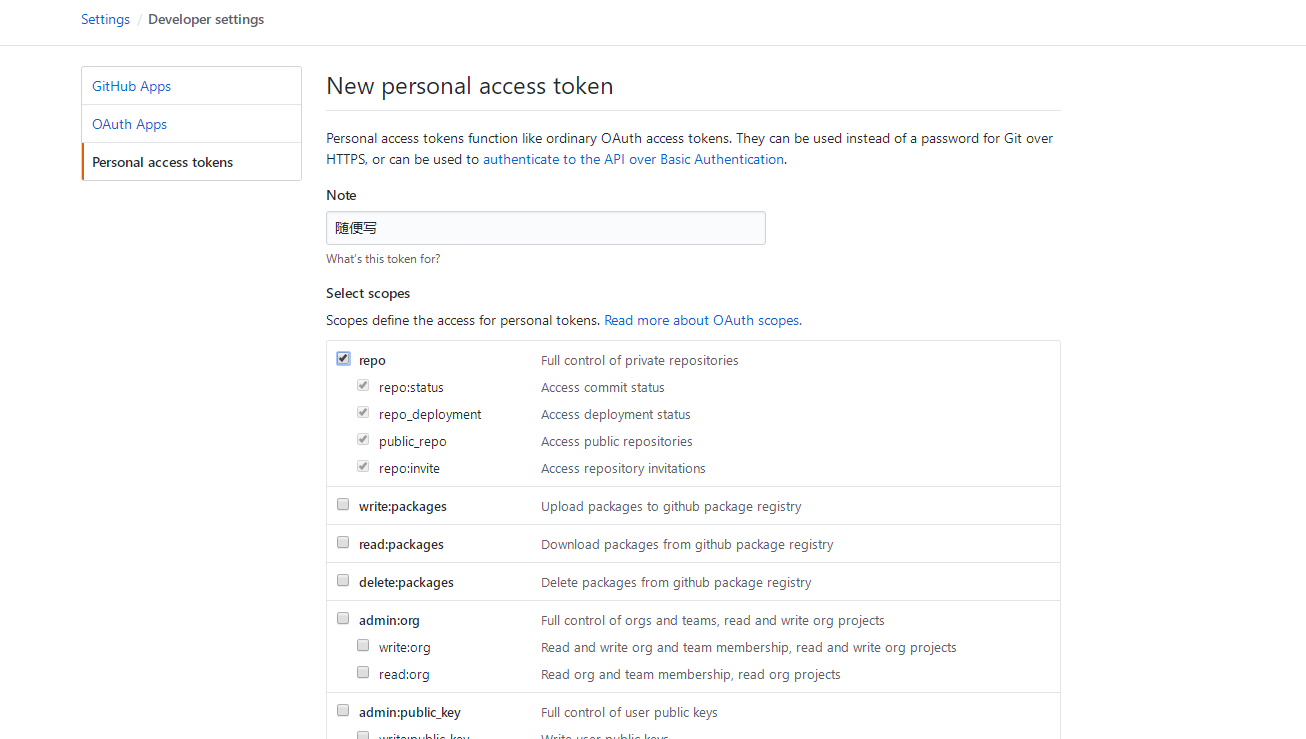 Settings / Developer settings
GitHub Apps
OAuth Apps
Personal access tokens
New personal access token
Personal access tokens function like ordinary OAuth access tokens. They can be used instead of a password for Git over
HTTPS, or can be used to authenticate to the API over Basic Authentication.
Note
随便写
What's this token for?
Select scopes
Scopes define the access for personal tokens. Read more about OAuth scopes.
repo Full control of private repositories
repo:status Access commit status
repo_deployment Access deployment status
public_repo Access public repositories
repo:invite Access repository invitations
write:packages Upload packages to github package registry
read:packages Download packages from github package registry
delete:packages Delete packages from github package registry
admin:org Full control of orgs and teams, read and write org projects
write:org Read and write org and team membership, read and write org projects
read:org Read org and team membership, read org projects
admin:public_key Full control of user public keys
write:public_key Write user public keys